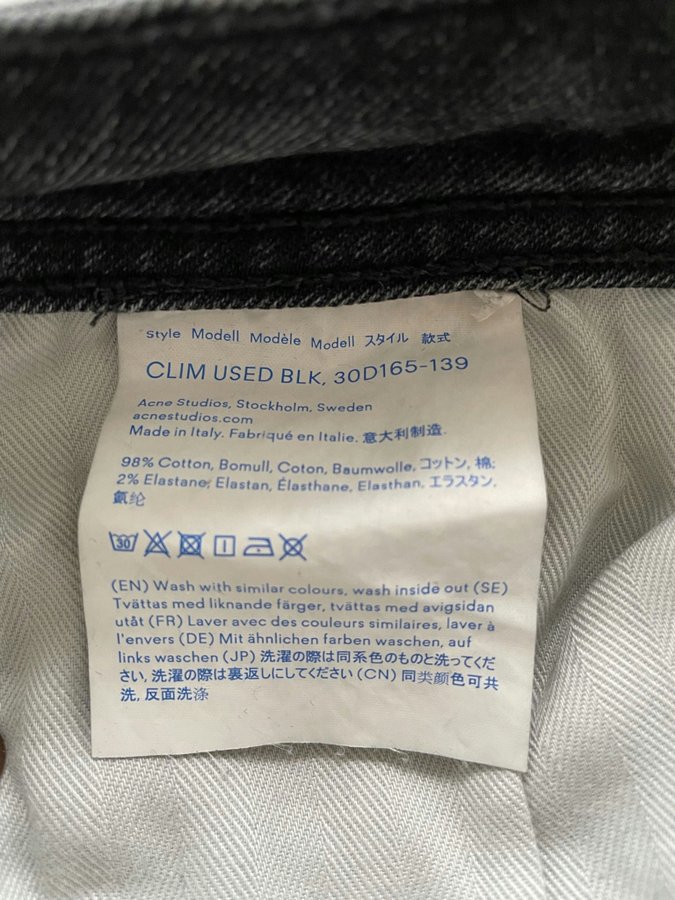 Style Modell Modèle Modell スタイル 款式
CLIM USED BLK, 30D165-139
Acne Studios, Stockholm, Sweden
acnestudios.com
Made in Italy. Fabriqué en Italie. 意大利制造.
98% Cotton, Bomull, Coton, Baumwolle, コットン, 棉;
2% Elastane, Elastan, Élasthane, Elasthan, エラスタン,
氨纶
30
(EN) Wash with similar colours, wash inside out (SE)
Tvättas med liknande färger, tvättas med avigsidan
utåt (FR) Laver avec des couleurs similaires, laver à
l'envers (DE) Mit ähnlichen farben waschen, auf
links waschen (JP) 洗濯の際は同系色のものと洗ってくだ
さい, 洗濯の際は裏返しにしてください (CN) 同类颜色可共
洗, 反面洗涤